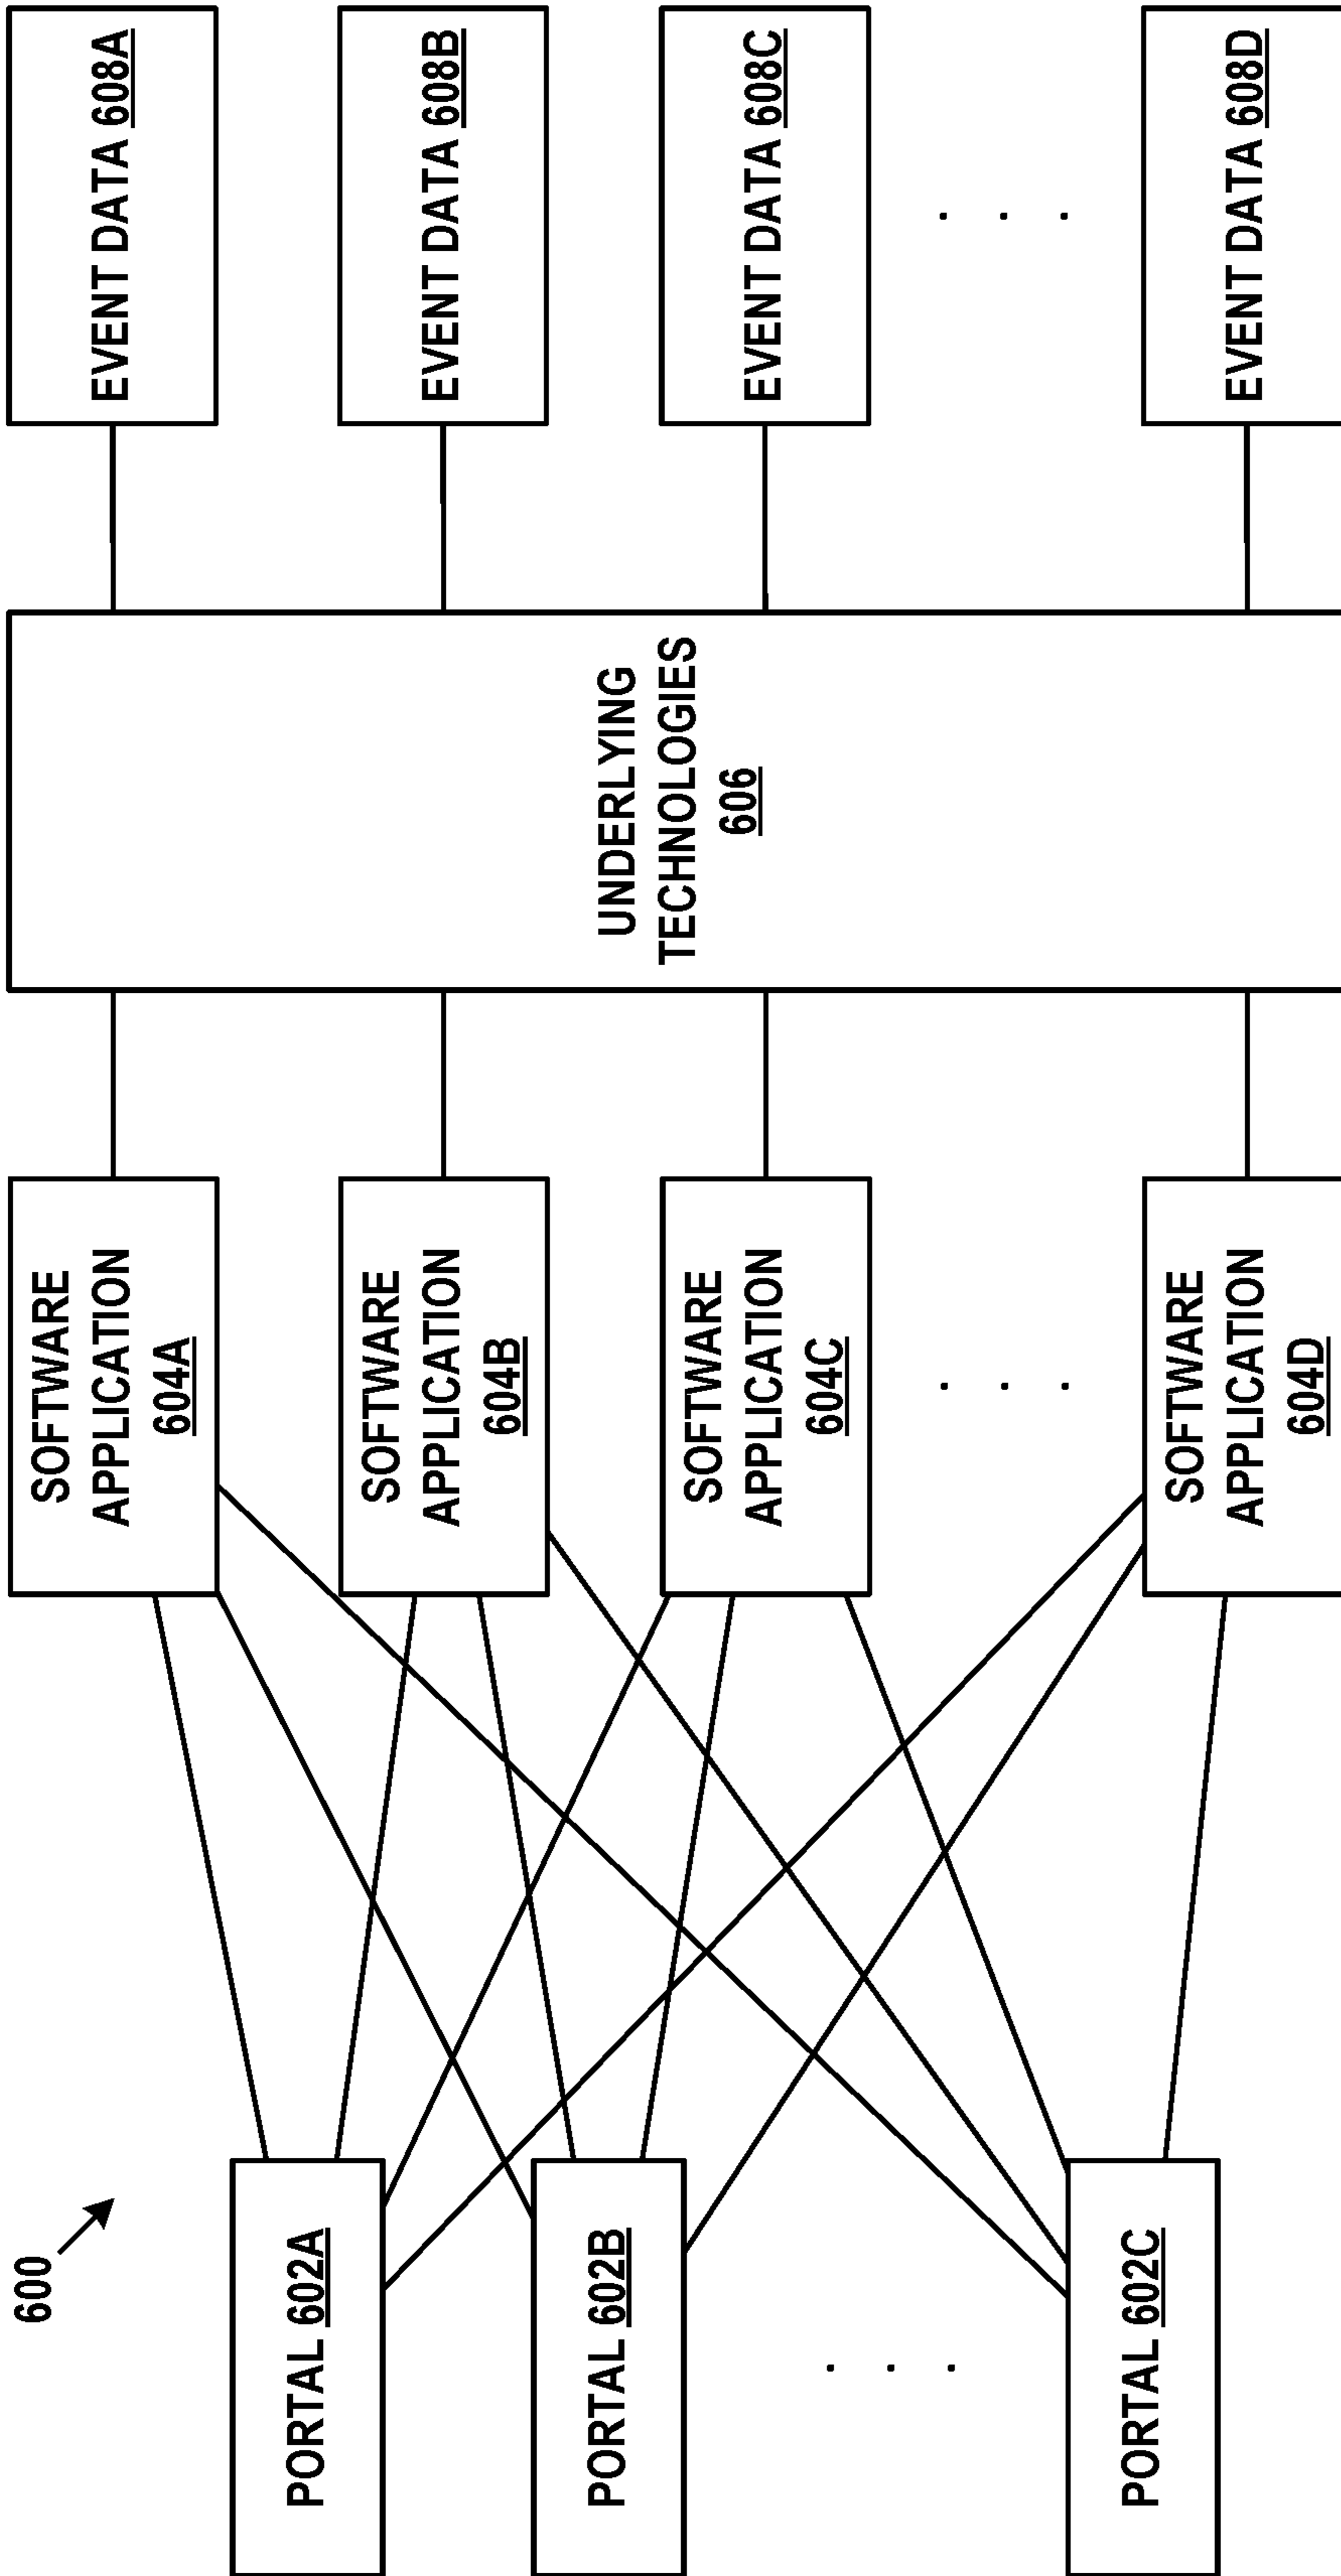 600
PORTAL 602A
PORTAL 602B
. . .
PORTAL 602C
SOFTWARE
APPLICATION
604A
SOFTWARE
APPLICATION
604B
SOFTWARE
APPLICATION
604C
. . .
SOFTWARE
APPLICATION
604D
UNDERLYING
TECHNOLOGIES
606
EVENT DATA 608A
EVENT DATA 608B
EVENT DATA 608C
. . .
EVENT DATA 608D